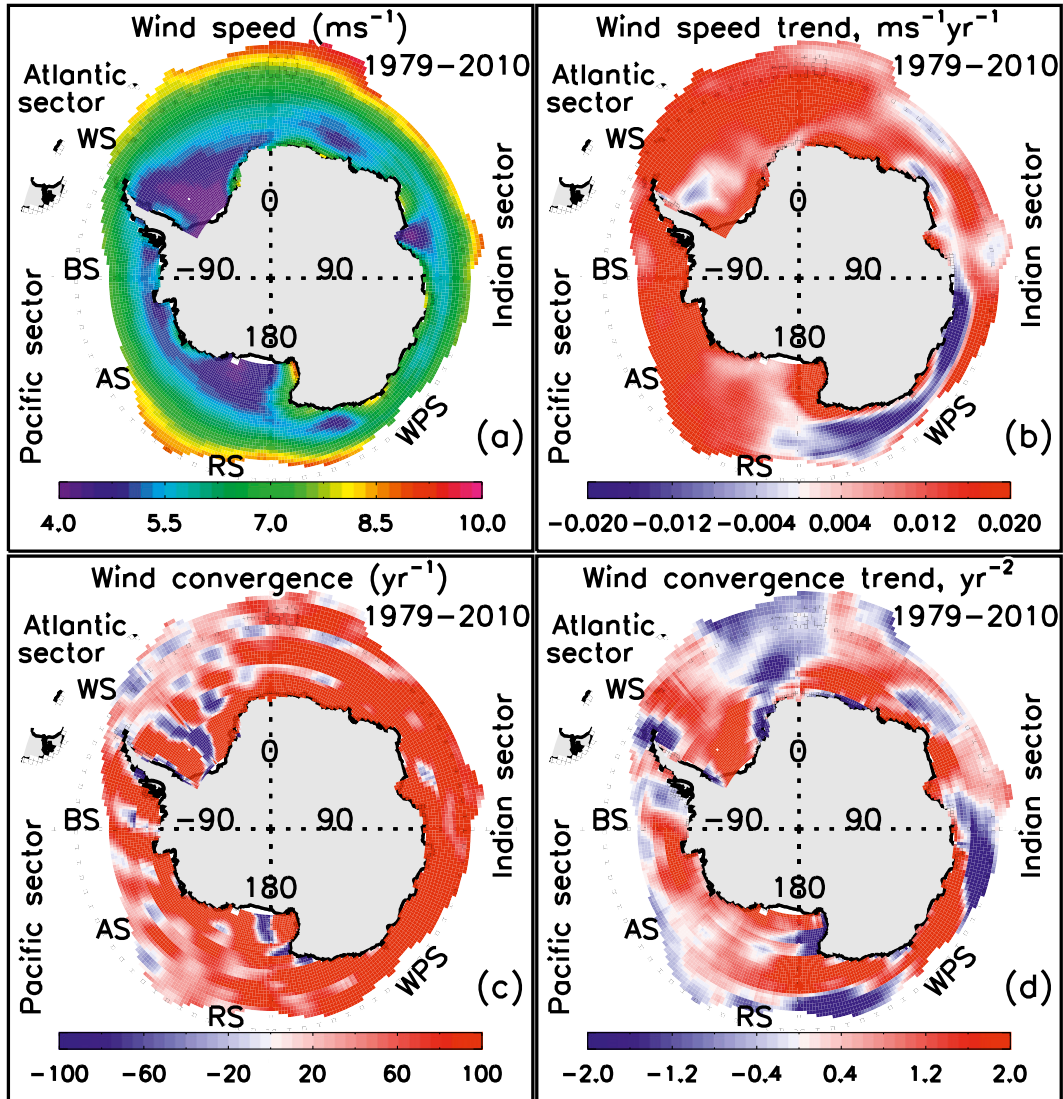 Wind speed (ms⁻¹)
1979−2010
Atlantic
sector
WS
0
Indian sector
BS
−90
90
Pacific sector
180
AS
WPS
(a)
RS
4.0 5.5 7.0 8.5 10.0
Wind speed trend, ms⁻¹yr⁻¹
1979−2010
Atlantic
sector
WS
0
Indian sector
BS
−90
90
Pacific sector
180
AS
WPS
(b)
RS
−0.020 −0.012 −0.004 0.004 0.012 0.020
Wind convergence (yr⁻¹)
1979−2010
Atlantic
sector
WS
0
Indian sector
BS
−90
90
Pacific sector
180
AS
WPS
(c)
RS
−100 −60 −20 20 60 100
Wind convergence trend, yr⁻²
1979−2010
Atlantic
sector
WS
0
Indian sector
BS
−90
90
Pacific sector
180
AS
WPS
(d)
RS
−2.0 −1.2 −0.4 0.4 1.2 2.0